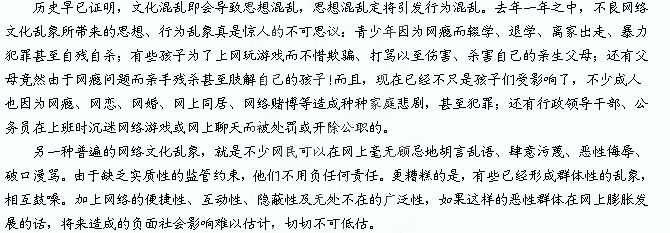 历史早已证明，文化混乱即会导致思想混乱，思想混乱定将引发行为混乱。去年一年之中，不良网络
文化乱象所带来的思想、行为乱象真是惊人的不可思议：青少年因为网瘾而辍学、退学、离家出走、暴力
犯罪甚至自残自杀；有些孩子为了上网玩游戏而不惜欺骗、打骂以至伤害、杀害自己的亲生父母；还有父
母竟然由于网瘾问题而亲手残杀甚至肢解自己的孩子!而且，现在已经不只是孩子们受影响了，不少成人
也因为网瘾、网恋、网婚、网上同居、网络赌博等造成种种家庭悲剧，甚至犯罪；还有行政领导干部、公
务员在上班时沉迷网络游戏或网上聊天而被处罚或开除公职的。
另一种普遍的网络文化乱象，就是不少网民可以在网上毫无顾忌地胡言乱语、肆意污蔑、恶性侮辱、
破口漫骂。由于缺乏实质性的监管约束，他们不用负任何责任。更糟糕的是，有些已经形成群体性的乱象，
相互鼓噪。加上网络的便捷性、互动性、隐蔽性及无处不在的广泛性，如果这样的恶性群体在网上膨胀发
展的话，将来造成的负面社会影响难以估计，切切不可低估。